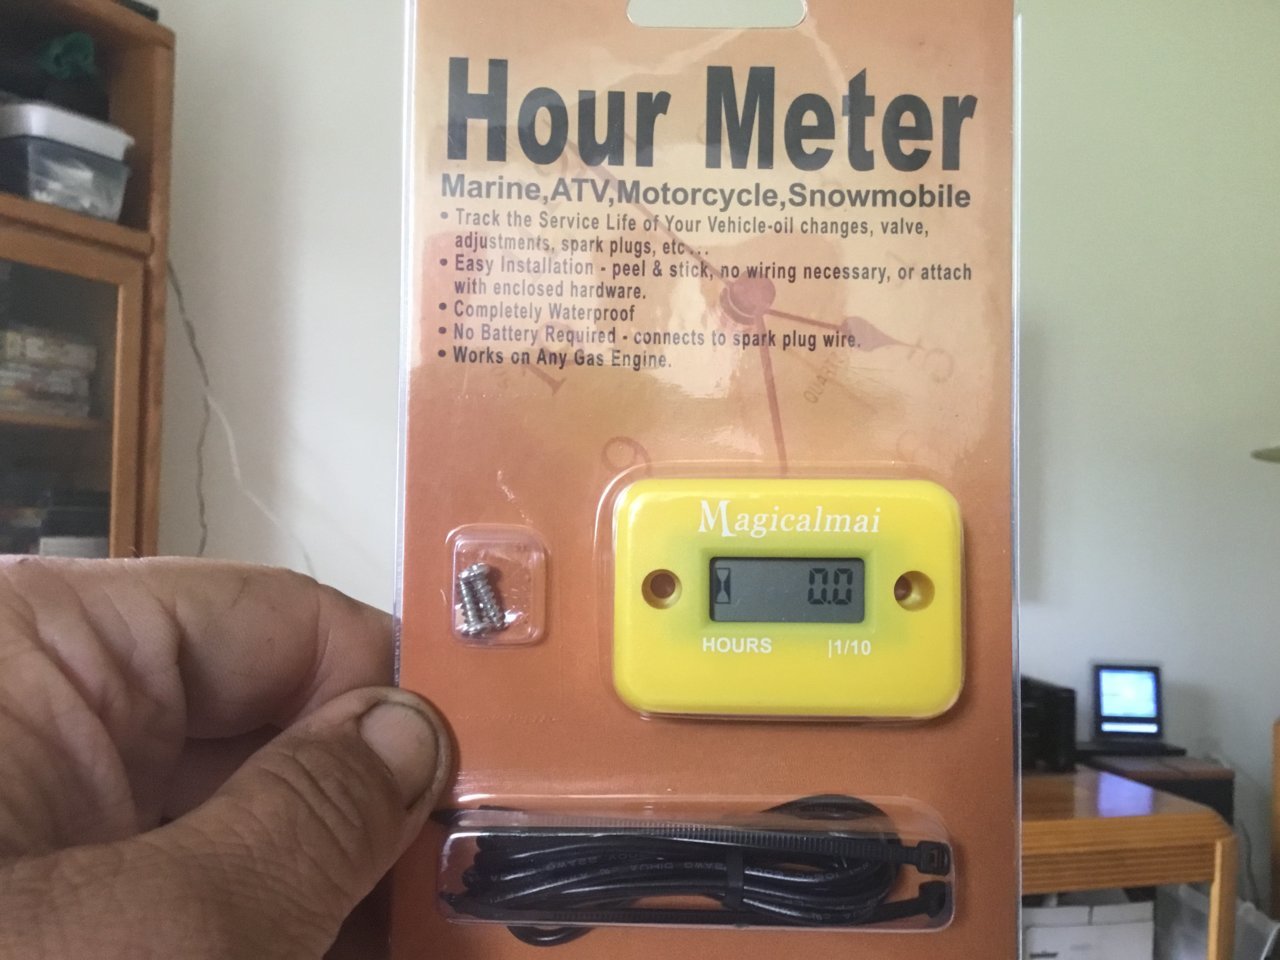 Hour Meter
Marine,ATV,Motorcycle,Snowmobile
• Track the Service Life of Your Vehicle-oil changes, valve,
adjustments, spark plugs, etc...
• Easy Installation - peel & stick, no wiring necessary, or attach
with enclosed hardware.
• Completely Waterproof
• No Battery Required - connects to spark plug wire.
• Works on Any Gas Engine.
Magicalmai
0.0
HOURS |1/10